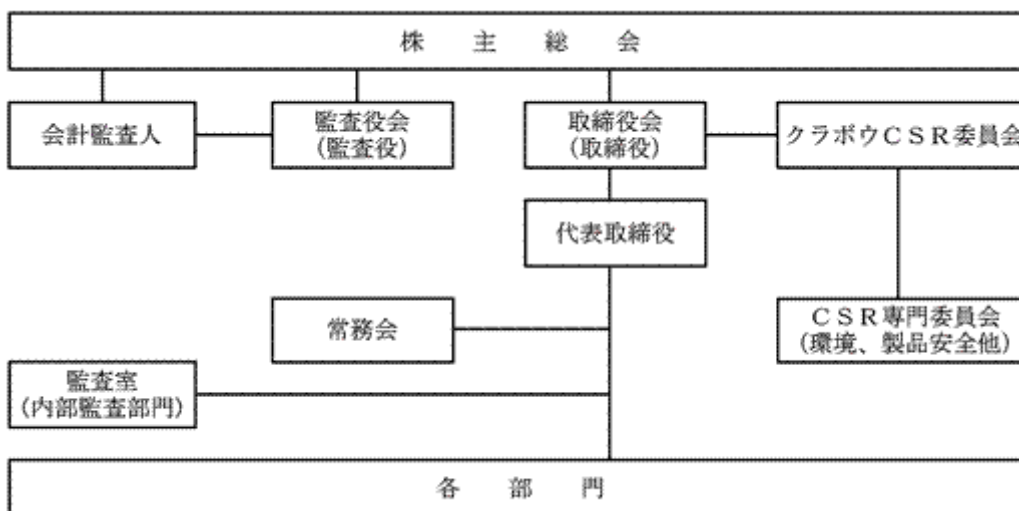 株主総会
会計監査人
監査役会
(監査役)
取締役会
(取締役)
クラボウCSR委員会
代表取締役
常務会
CSR専門委員会
(環境、製品安全他)
監査室
(内部監査部門)
各部門